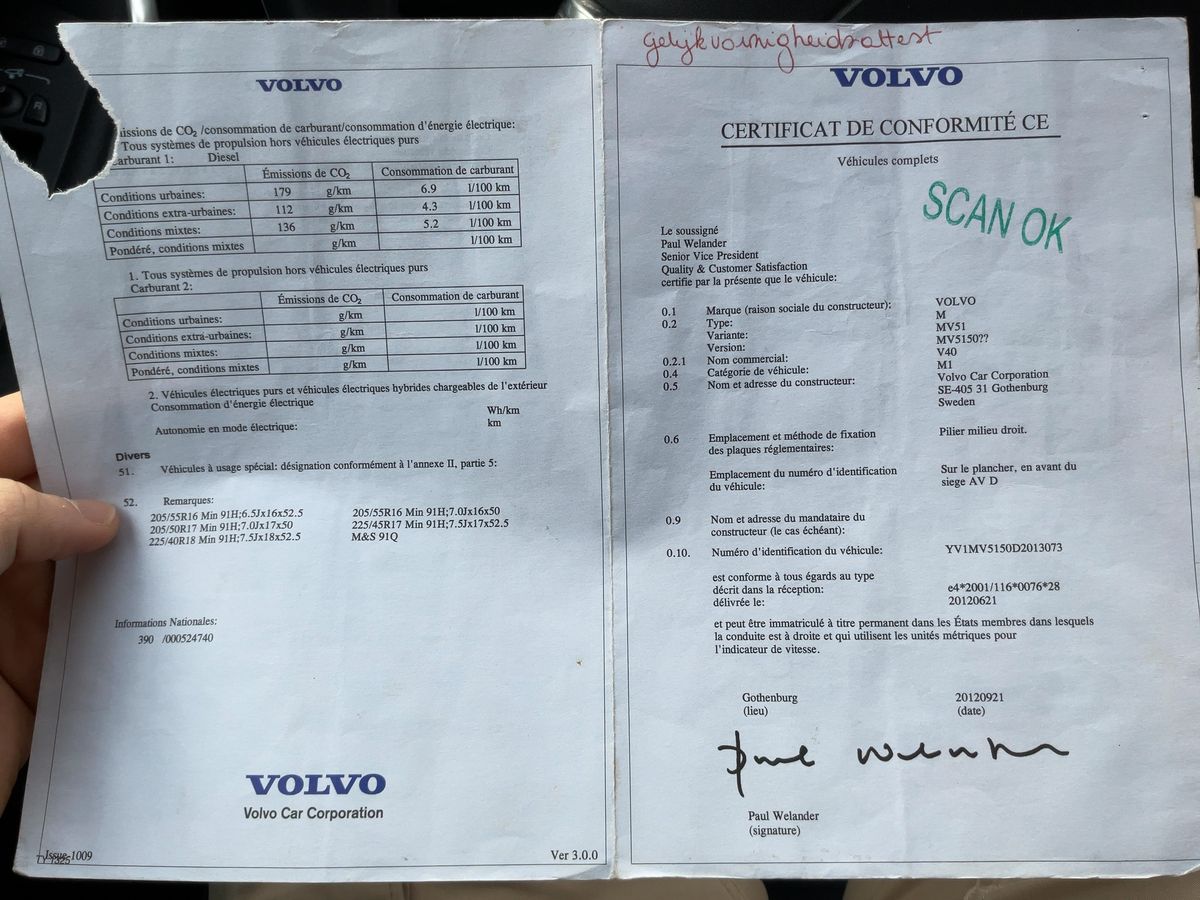 VOLVO
issions de CO2 /consommation de carburant/consommation d'énergie électrique:
Tous systèmes de propulsion hors véhicules électriques purs
arburant 1: Diesel
Émissions de CO2 Consommation de carburant
Conditions urbaines: 179 g/km 6.9 l/100 km
Conditions extra-urbaines: 112 g/km 4.3 l/100 km
Conditions mixtes: 136 g/km 5.2 l/100 km
Pondéré, conditions mixtes g/km l/100 km
1. Tous systèmes de propulsion hors véhicules électriques purs
Carburant 2:
Émissions de CO2 Consommation de carburant
Conditions urbaines: g/km l/100 km
Conditions extra-urbaines: g/km l/100 km
Conditions mixtes: g/km l/100 km
Pondéré, conditions mixtes g/km l/100 km
2. Véhicules électriques purs et véhicules électriques hybrides chargeables de l'extérieur
Consommation d'énergie électrique Wh/km
Autonomie en mode électrique: km
Divers
51. Véhicules à usage spécial: désignation conformément à l'annexe II, partie 5:
52. Remarques:
205/55R16 Min 91H;6.5Jx16x52.5 205/55R16 Min 91H;7.0Jx16x50
205/50R17 Min 91H;7.0Jx17x50 225/45R17 Min 91H;7.5Jx17x52.5
225/40R18 Min 91H;7.5Jx18x52.5 M&S 91Q
Informations Nationales:
390 /000524740
VOLVO
Volvo Car Corporation
Issue 1009 Ver 3.0.0
gelijkvormigheidsattest
VOLVO
CERTIFICAT DE CONFORMITÉ CE
Véhicules complets
SCAN OK
Le soussigné
Paul Welander
Senior Vice President
Quality & Customer Satisfaction
certifie par la présente que le véhicule:
0.1 Marque (raison sociale du constructeur): VOLVO
0.2 Type: M
Variante: MV51
Version: MV5150??
0.2.1 Nom commercial: V40
0.4 Catégorie de véhicule: M1
0.5 Nom et adresse du constructeur: Volvo Car Corporation
SE-405 31 Gothenburg
Sweden
0.6 Emplacement et méthode de fixation Pilier milieu droit.
des plaques réglementaires:
Emplacement du numéro d'identification Sur le plancher, en avant du
du véhicule: siege AV D
0.9 Nom et adresse du mandataire du
constructeur (le cas échéant):
0.10. Numéro d'identification du véhicule: YV1MV5150D2013073
est conforme à tous égards au type
décrit dans la réception: e4*2001/116*0076*28
délivrée le: 20120621
et peut être immatriculé à titre permanent dans les États membres dans lesquels
la conduite est à droite et qui utilisent les unités métriques pour
l'indicateur de vitesse.
Gothenburg 20120921
(lieu) (date)
Paul Welander
Paul Welander
(signature)